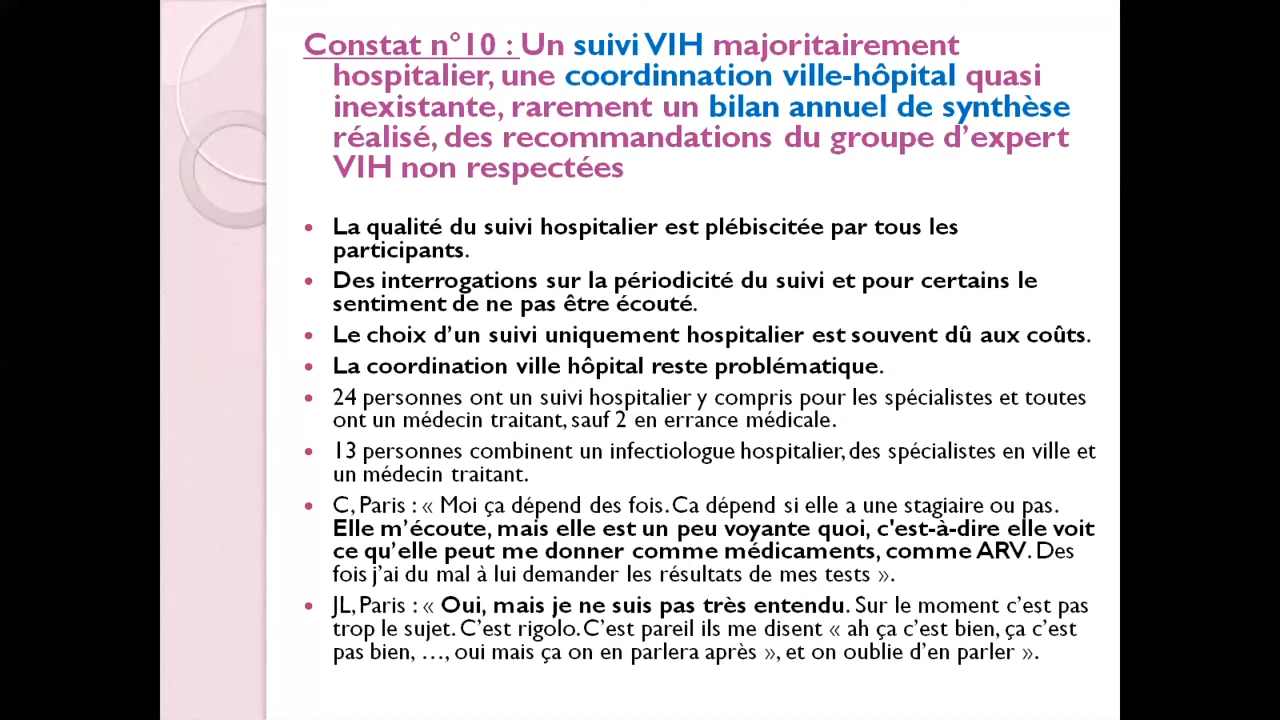 Constat n°10 : Un suivi VIH majoritairement
hospitalier, une coordinnation ville-hôpital quasi
inexistante, rarement un bilan annuel de synthèse
réalisé, des recommandations du groupe d’expert
VIH non respectées
• La qualité du suivi hospitalier est plébiscitée par tous les
participants.
• Des interrogations sur la périodicité du suivi et pour certains le
sentiment de ne pas être écouté.
• Le choix d’un suivi uniquement hospitalier est souvent dû aux coûts.
• La coordination ville hôpital reste problématique.
• 24 personnes ont un suivi hospitalier y compris pour les spécialistes et toutes
ont un médecin traitant, sauf 2 en errance médicale.
• 13 personnes combinent un infectiologue hospitalier, des spécialistes en ville et
un médecin traitant.
• C, Paris : « Moi ça dépend des fois. Ca dépend si elle a une stagiaire ou pas.
Elle m’écoute, mais elle est un peu voyante quoi, c'est-à-dire elle voit
ce qu’elle peut me donner comme médicaments, comme ARV. Des
fois j’ai du mal à lui demander les résultats de mes tests ».
• JL, Paris : « Oui, mais je ne suis pas très entendu. Sur le moment c’est pas
trop le sujet. C’est rigolo. C’est pareil ils me disent « ah ça c’est bien, ça c’est
pas bien, …, oui mais ça on en parlera après », et on oublie d’en parler ».